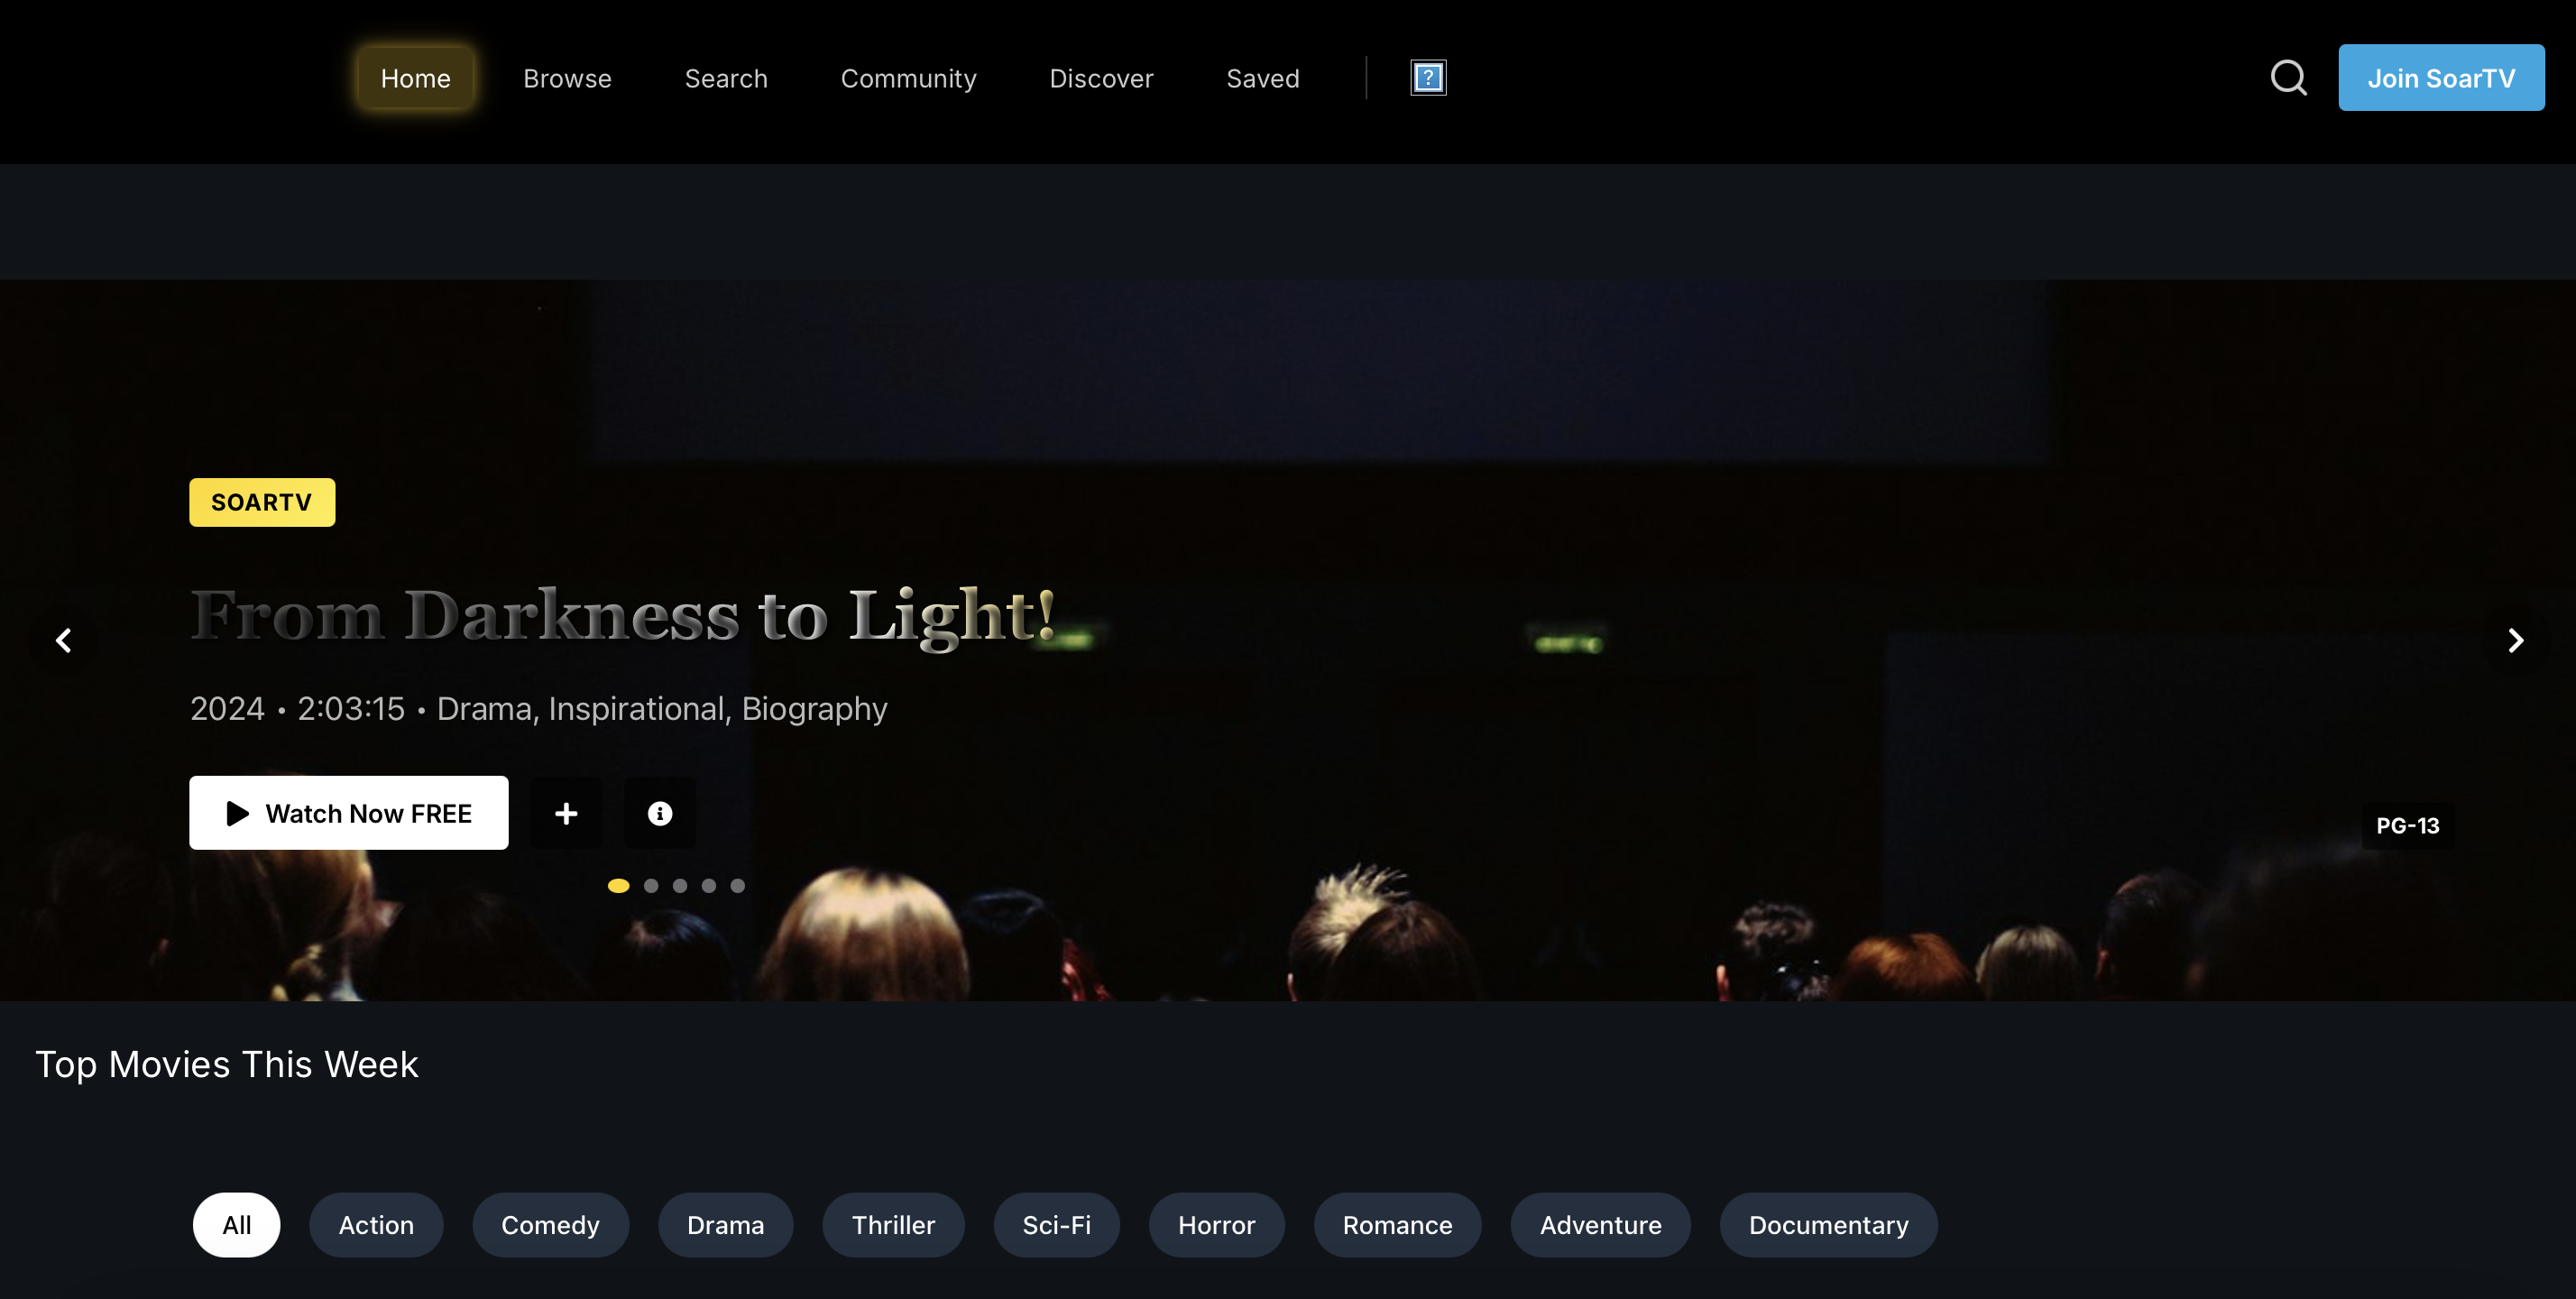 Home Browse Search Community Discover Saved Join SoarTV
SOARTV
From Darkness to Light!
2024 • 2:03:15 • Drama, Inspirational, Biography
Watch Now FREE
PG-13
Top Movies This Week
All Action Comedy Drama Thriller Sci-Fi Horror Romance Adventure Documentary